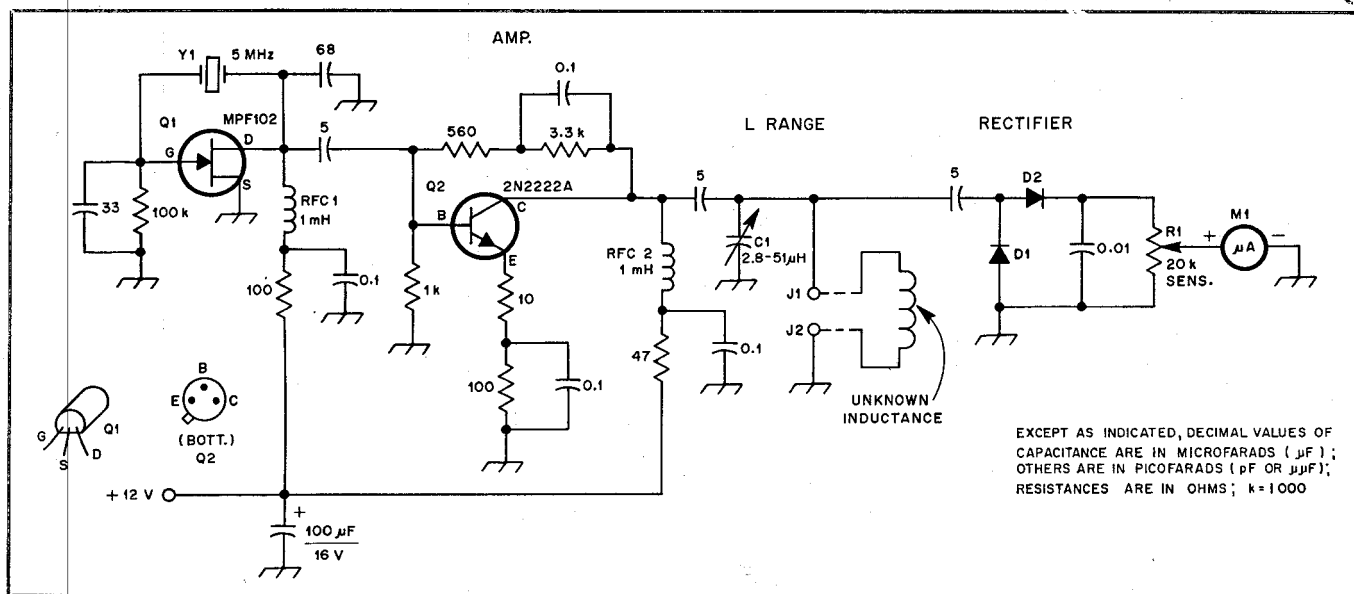 AMP.
Y1
5 MHz
68
0.1
Q1
MPF102
G
D
S
5
560
3.3 k
L RANGE
RECTIFIER
33
100 k
RFC 1
1 mH
Q2
2N2222A
B
C
E
5
5
D2
C1
2.8-51µH
RFC 2
1 mH
D1
0.01
R1
20 k
SENS.
+
M1
µA
−
100
0.1
1 k
10
J1
J2
100
0.1
47
0.1
UNKNOWN
INDUCTANCE
G
S
D
Q1
B
E
C
(BOTT.)
Q2
+ 12 V
+
100 µF
16 V
EXCEPT AS INDICATED, DECIMAL VALUES OF
CAPACITANCE ARE IN MICROFARADS ( µF ) ;
OTHERS ARE IN PICOFARADS ( pF OR µµF);
RESISTANCES ARE IN OHMS; k=1000